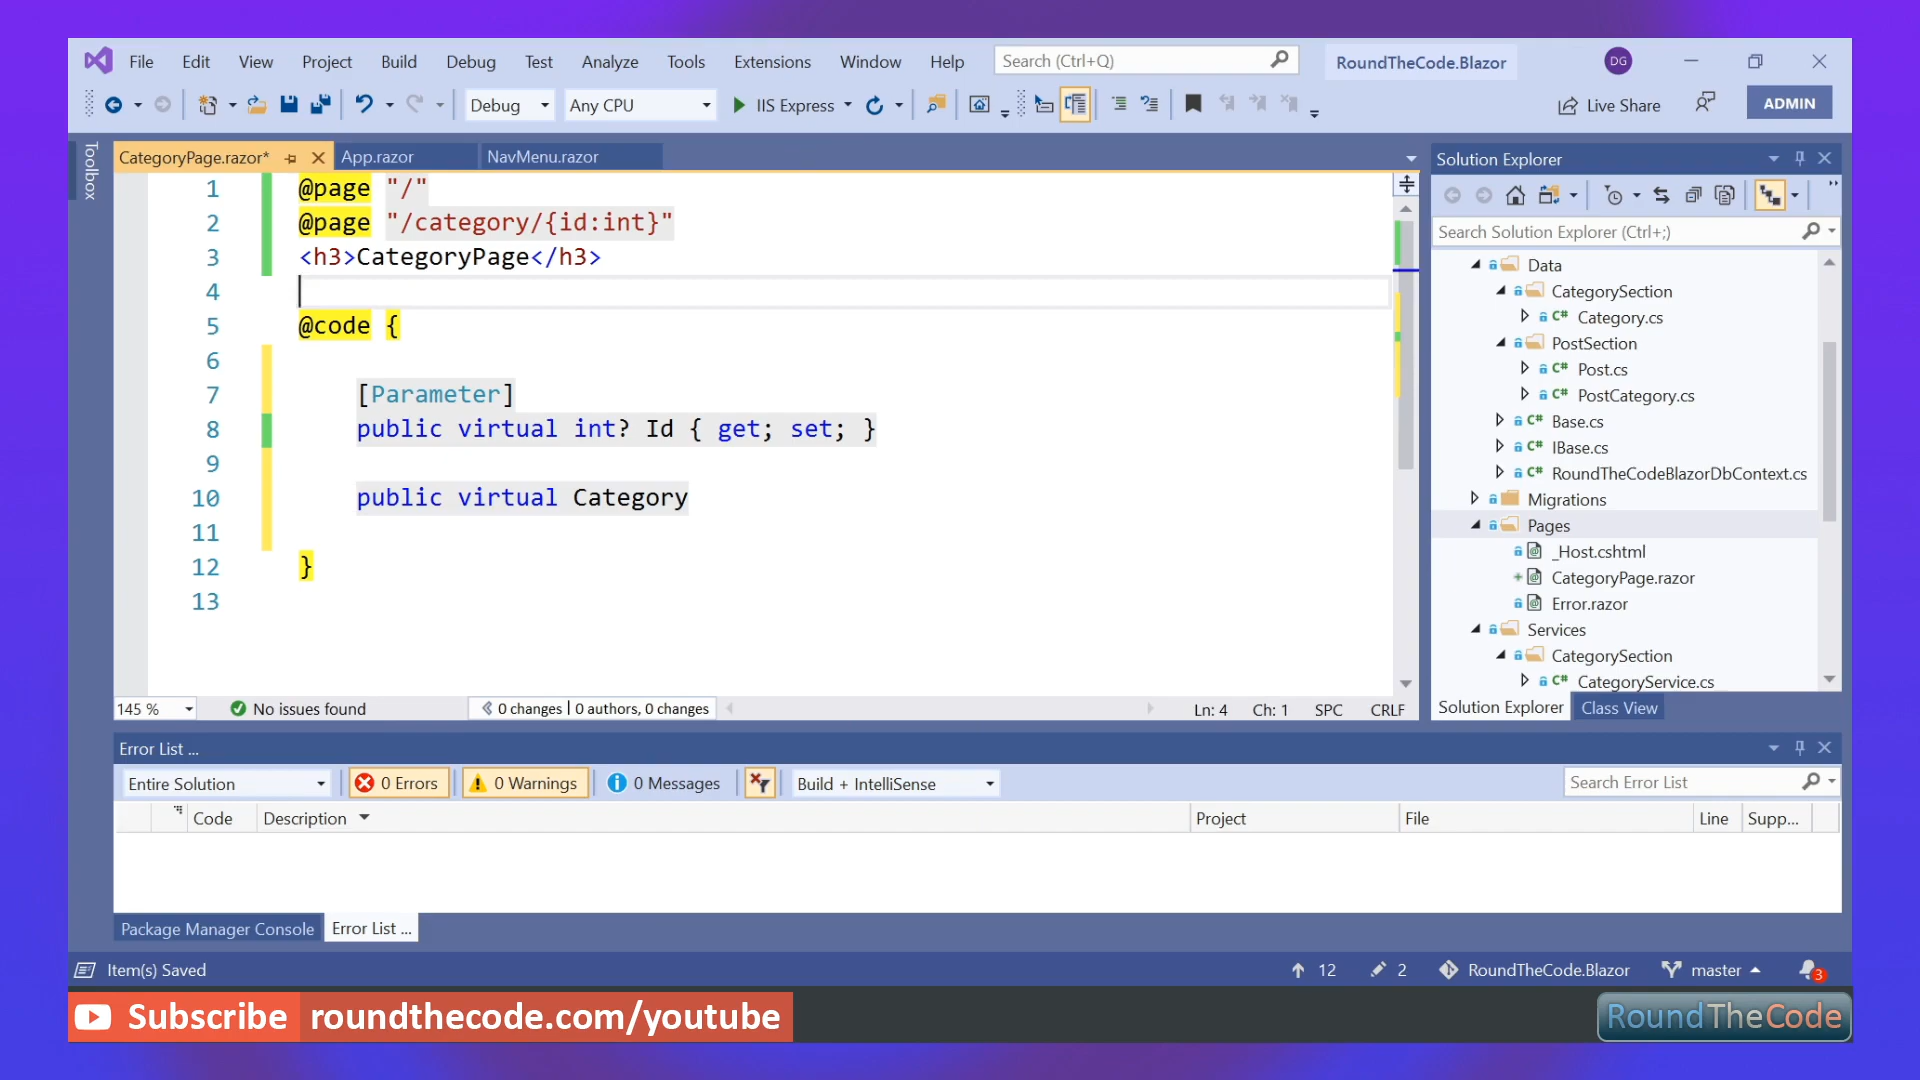 File Edit View Project Build Debug Test Analyze Tools Extensions Window Help Search (Ctrl+Q) RoundTheCode.Blazor DG
Debug Any CPU IIS Express Live Share ADMIN
Toolbox
CategoryPage.razor* App.razor NavMenu.razor
1 @page "/"
2 @page "/category/{id:int}"
3 <h3>CategoryPage</h3>
4
5 @code {
6
7 [Parameter]
8 public virtual int? Id { get; set; }
9
10 public virtual Category
11
12 }
13
145 % No issues found 0 changes | 0 authors, 0 changes Ln: 4 Ch: 1 SPC CRLF
Solution Explorer
Search Solution Explorer (Ctrl+;)
Data
CategorySection
C# Category.cs
PostSection
C# Post.cs
C# PostCategory.cs
C# Base.cs
C# IBase.cs
C# RoundTheCodeBlazorDbContext.cs
Migrations
Pages
_Host.cshtml
CategoryPage.razor
Error.razor
Services
CategorySection
C# CategoryService.cs
Solution Explorer Class View
Error List ...
Entire Solution 0 Errors 0 Warnings 0 Messages Build + IntelliSense Search Error List
Code Description Project File Line Supp...
Package Manager Console Error List ...
Item(s) Saved 12 2 RoundTheCode.Blazor master 3
Subscribe roundthecode.com/youtube
RoundTheCode